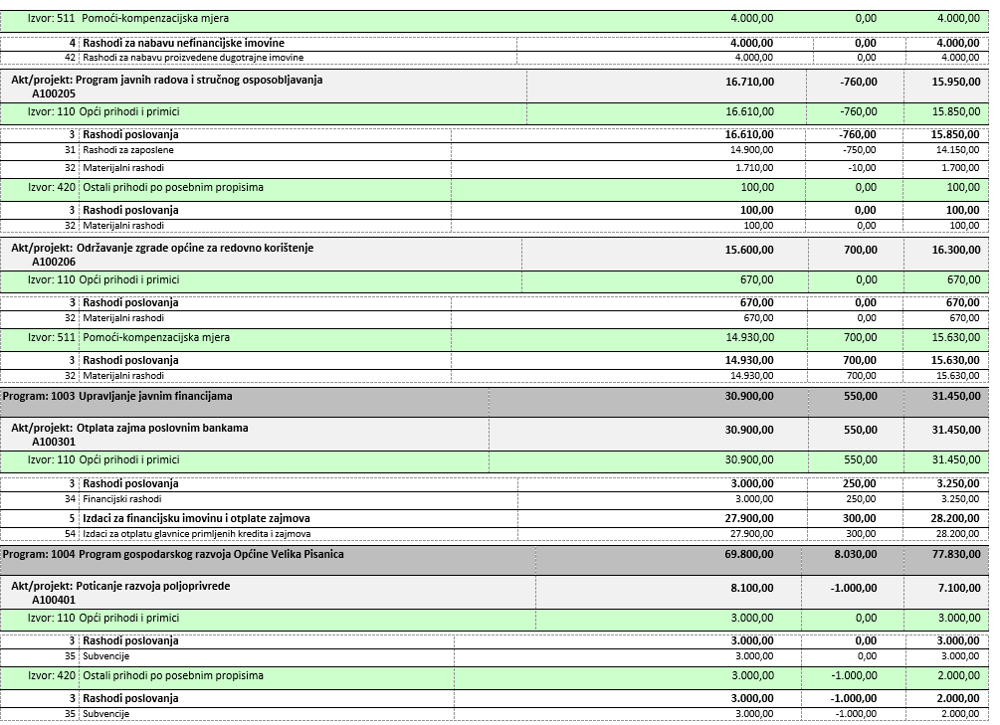 Izvor: 511 Pomoći-kompenzacijska mjera 4.000,00 0,00 4.000,00
4 Rashodi za nabavu nefinancijske imovine 4.000,00 0,00 4.000,00
42 Rashodi za nabavu proizvedene dugotrajne imovine 4.000,00 0,00 4.000,00
Akt/projekt: Program javnih radova i stručnog osposobljavanja 16.710,00 -760,00 15.950,00
A100205
Izvor: 110 Opći prihodi i primici 16.610,00 -760,00 15.850,00
3 Rashodi poslovanja 16.610,00 -760,00 15.850,00
31 Rashodi za zaposlene 14.900,00 -750,00 14.150,00
32 Materijalni rashodi 1.710,00 -10,00 1.700,00
Izvor: 420 Ostali prihodi po posebnim propisima 100,00 0,00 100,00
3 Rashodi poslovanja 100,00 0,00 100,00
32 Materijalni rashodi 100,00 0,00 100,00
Akt/projekt: Održavanje zgrade općine za redovno korištenje 15.600,00 700,00 16.300,00
A100206
Izvor: 110 Opći prihodi i primici 670,00 0,00 670,00
3 Rashodi poslovanja 670,00 0,00 670,00
32 Materijalni rashodi 670,00 0,00 670,00
Izvor: 511 Pomoći-kompenzacijska mjera 14.930,00 700,00 15.630,00
3 Rashodi poslovanja 14.930,00 700,00 15.630,00
32 Materijalni rashodi 14.930,00 700,00 15.630,00
Program: 1003 Upravljanje javnim financijama 30.900,00 550,00 31.450,00
Akt/projekt: Otplata zajma poslovnim bankama 30.900,00 550,00 31.450,00
A100301
Izvor: 110 Opći prihodi i primici 30.900,00 550,00 31.450,00
3 Rashodi poslovanja 3.000,00 250,00 3.250,00
34 Financijski rashodi 3.000,00 250,00 3.250,00
5 Izdaci za financijsku imovinu i otplate zajmova 27.900,00 300,00 28.200,00
54 Izdaci za otplatu glavnice primljenih kredita i zajmova 27.900,00 300,00 28.200,00
Program: 1004 Program gospodarskog razvoja Općine Velika Pisanica 69.800,00 8.030,00 77.830,00
Akt/projekt: Poticanje razvoja poljoprivrede 8.100,00 -1.000,00 7.100,00
A100401
Izvor: 110 Opći prihodi i primici 3.000,00 0,00 3.000,00
3 Rashodi poslovanja 3.000,00 0,00 3.000,00
35 Subvencije 3.000,00 0,00 3.000,00
Izvor: 420 Ostali prihodi po posebnim propisima 3.000,00 -1.000,00 2.000,00
3 Rashodi poslovanja 3.000,00 -1.000,00 2.000,00
35 Subvencije 3.000,00 -1.000,00 2.000,00